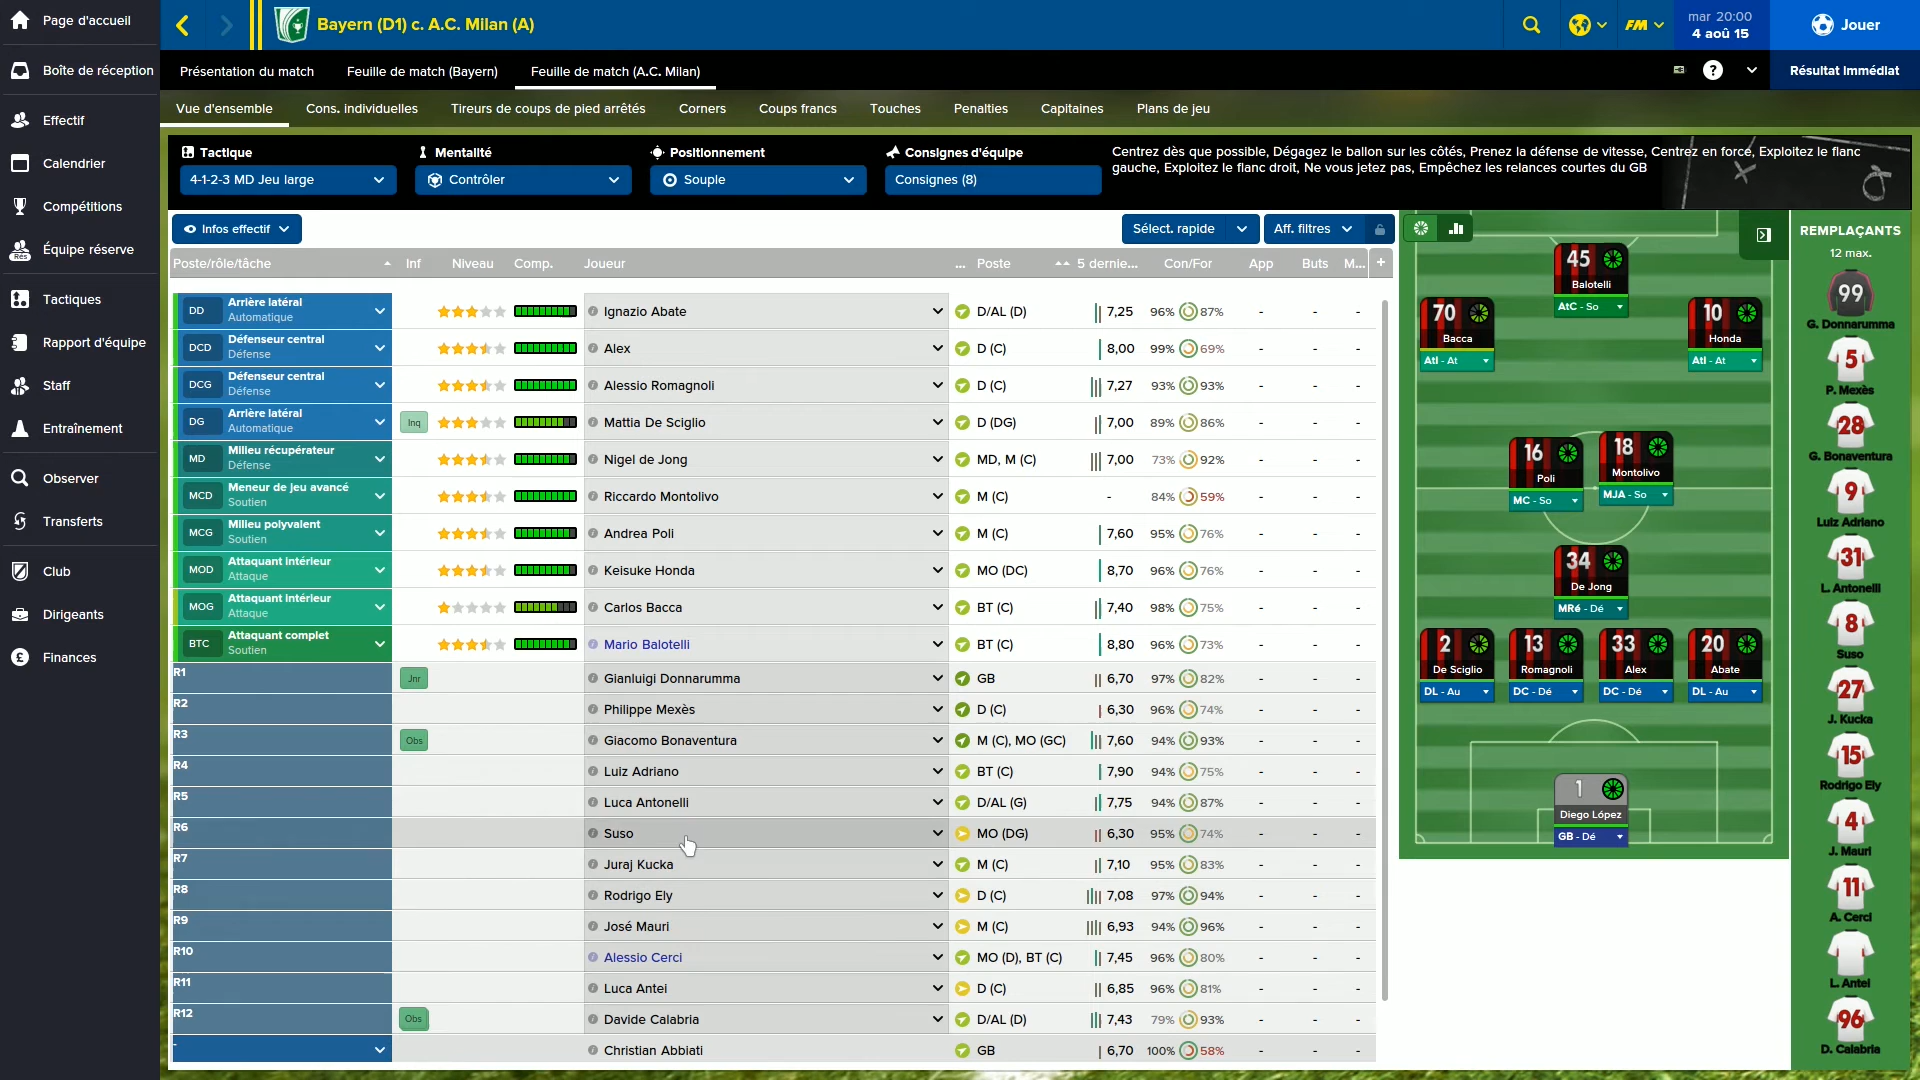 Page d'accueil
Boîte de réception
Effectif
Calendrier
Compétitions
Équipe réserve
Tactiques
Rapport d'équipe
Staff
Entraînement
Observer
Transferts
Club
Dirigeants
Finances
Bayern (D1) c. A.C. Milan (A)
FM
mar 20:00
4 aoû 15
Jouer
Présentation du match
Feuille de match (Bayern)
Feuille de match (A.C. Milan)
?
Résultat immédiat
Vue d'ensemble
Cons. individuelles
Tireurs de coups de pied arrêtés
Corners
Coups francs
Touches
Penalties
Capitaines
Plans de jeu
Tactique
4-1-2-3 MD Jeu large
Mentalité
Contrôler
Positionnement
Souple
Consignes d'équipe
Consignes (8)
Centrez dès que possible, Dégagez le ballon sur les côtés, Prenez la défense de vitesse, Centrez en force, Exploitez le flanc
gauche, Exploitez le flanc droit, Ne vous jetez pas, Empêchez les relances courtes du GB
Infos effectif
Sélect. rapide
Aff. filtres
Poste/rôle/tâche Inf Niveau Comp. Joueur ... Poste 5 dernie... Con/For App Buts M... +
DD Arrière latéral Automatique Ignazio Abate D/AL (D) 7,25 96% 87% - - -
DCD Défenseur central Défense Alex D (C) 8,00 99% 69% - - -
DCG Défenseur central Défense Alessio Romagnoli D (C) 7,27 93% 93% - - -
DG Arrière latéral Automatique Inq Mattia De Sciglio D (DG) 7,00 89% 86% - - -
MD Milieu récupérateur Défense Nigel de Jong MD, M (C) 7,00 73% 92% - - -
MCD Meneur de jeu avancé Soutien Riccardo Montolivo M (C) - 84% 59% - - -
MCG Milieu polyvalent Soutien Andrea Poli M (C) 7,60 95% 76% - - -
MOD Attaquant intérieur Attaque Keisuke Honda MO (DC) 8,70 96% 76% - - -
MOG Attaquant intérieur Attaque Carlos Bacca BT (C) 7,40 98% 75% - - -
BTC Attaquant complet Soutien Mario Balotelli BT (C) 8,80 96% 73% - - -
R1 Jnr Gianluigi Donnarumma GB 6,70 97% 82% - - -
R2 Philippe Mexès D (C) 6,30 96% 74% - - -
R3 Obs Giacomo Bonaventura M (C), MO (GC) 7,60 94% 93% - - -
R4 Luiz Adriano BT (C) 7,90 94% 75% - - -
R5 Luca Antonelli D/AL (G) 7,75 94% 87% - - -
R6 Suso MO (DG) 6,30 95% 74% - - -
R7 Juraj Kucka M (C) 7,10 95% 83% - - -
R8 Rodrigo Ely D (C) 7,08 97% 94% - - -
R9 José Mauri M (C) 6,93 94% 96% - - -
R10 Alessio Cerci MO (D), BT (C) 7,45 96% 80% - - -
R11 Luca Antei D (C) 6,85 96% 81% - - -
R12 Obs Davide Calabria D/AL (D) 7,43 79% 93% - - -
- Christian Abbiati GB 6,70 100% 58% - - -
45
Balotelli
AtC - So
70
Bacca
AtI - At
10
Honda
AtI - At
16
Poli
MC - So
18
Montolivo
MJA - So
34
De Jong
MRé - Dé
2
De Sciglio
DL - Au
13
Romagnoli
DC - Dé
33
Alex
DC - Dé
20
Abate
DL - Au
1
Diego López
GB - Dé
REMPLAÇANTS
12 max.
99
G. Donnarumma
5
P. Mexès
28
G. Bonaventura
9
Luiz Adriano
31
L. Antonelli
8
Suso
27
J. Kucka
15
Rodrigo Ely
4
J. Mauri
11
A. Cerci
L. Antei
96
D. Calabria